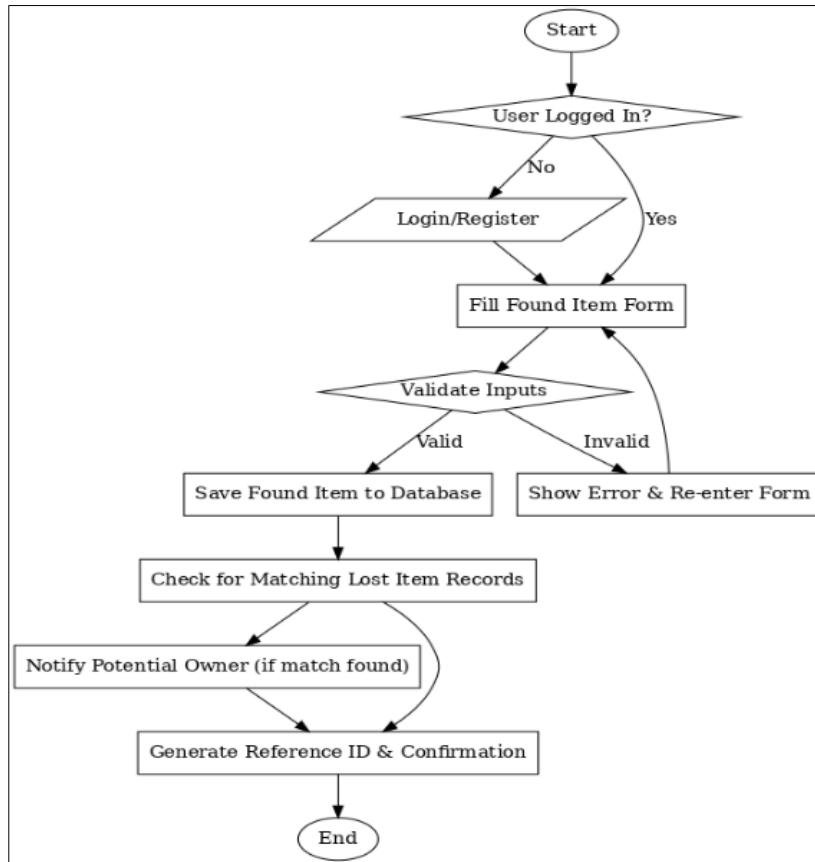 Start
User Logged In?
No
Login/Register
Yes
Fill Found Item Form
Validate Inputs
Valid
Invalid
Save Found Item to Database
Show Error & Re-enter Form
Check for Matching Lost Item Records
Notify Potential Owner (if match found)
Generate Reference ID & Confirmation
End